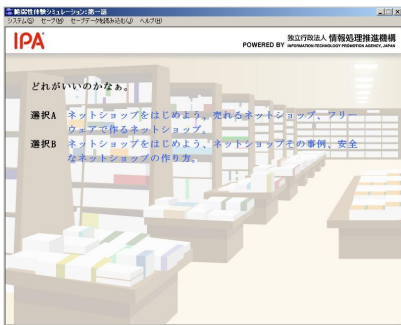 脆弱性体験シミュレーション：第一話
システム(S) セーブ(W) セーブデータを読み込む(J) ヘルプ(H)
IPA
独立行政法人 情報処理推進機構
POWERED BY INFORMATION-TECHNOLOGY PROMOTION AGENCY, JAPAN
どれがいいのかなぁ。
選択A ネットショップをはじめよう、売れるネットショップ、フリー
ウェアで作るネットショップ。
選択B ネットショップをはじめよう、ネットショップその事例、安全
なネットショップの作り方。